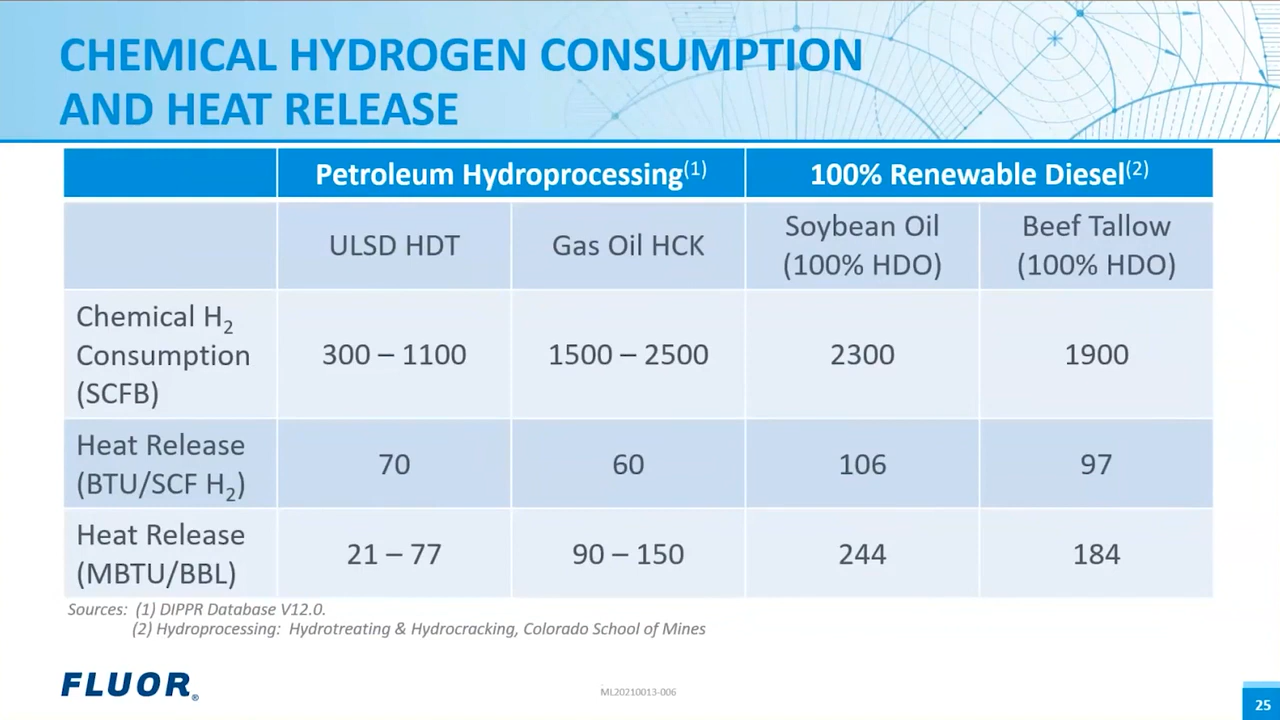 CHEMICAL HYDROGEN CONSUMPTION
AND HEAT RELEASE
Petroleum Hydroprocessing(1)
100% Renewable Diesel(2)
ULSD HDT
Gas Oil HCK
Soybean Oil
(100% HDO)
Beef Tallow
(100% HDO)
Chemical H2
Consumption
(SCFB)
300 – 1100
1500 – 2500
2300
1900
Heat Release
(BTU/SCF H2)
70
60
106
97
Heat Release
(MBTU/BBL)
21 – 77
90 – 150
244
184
Sources: (1) DIPPR Database V12.0.
(2) Hydroprocessing: Hydrotreating & Hydrocracking, Colorado School of Mines
FLUOR®
ML20210013-006
25